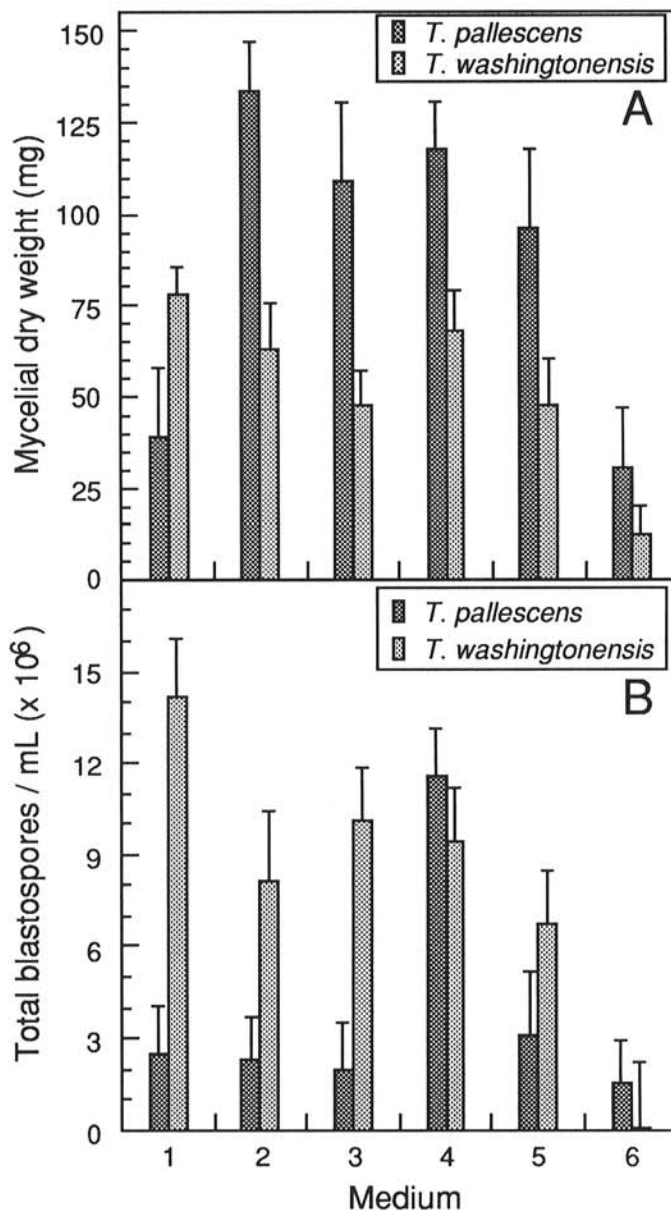 150
125
100
75
50
25
0
Mycelial dry weight (mg)
T. pallescens
T. washingtonensis
A
15
12
9
6
3
0
Total blastospores / mL (x 10⁶)
T. pallescens
T. washingtonensis
B
1 2 3 4 5 6
Medium